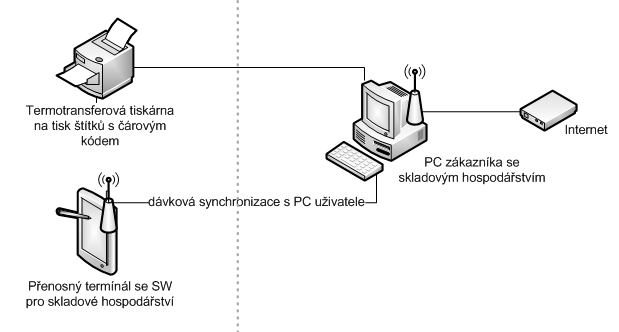 Termotransferová tiskárna
na tisk štítků s čárovým
kódem
Internet
PC zákazníka se
skladovým hospodářstvím
dávková synchronizace s PC uživatele
Přenosný termínál se SW
pro skladové hospodářství